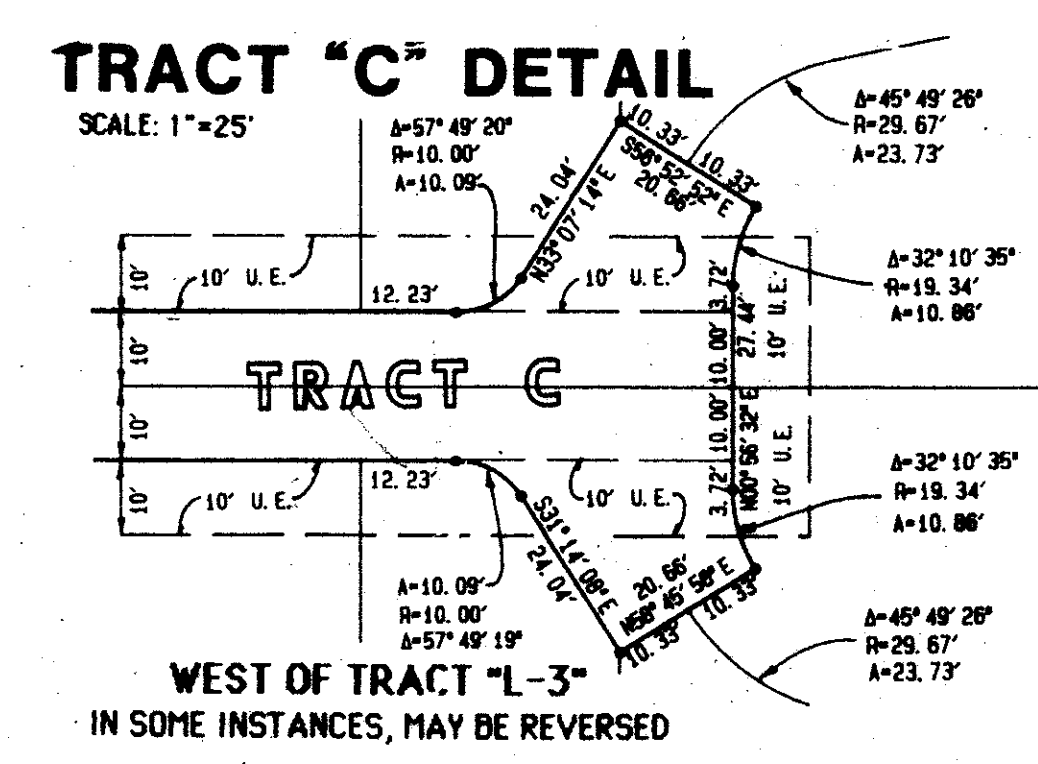 TRACT "C" DETAIL
SCALE: 1"=25'
Δ=57° 49' 20"
R=10.00'
A=10.09'
10.33'
10.33'
S56° 52' 52" E
20.66'
Δ=45° 49' 26"
R=29.67'
A=23.73'
24.04'
N33° 07' 14" E
10'
10' U.E.
12.23'
10' U.E.
10' U.E.
3.72'
27.44'
10' U.E.
Δ=32° 10' 35"
R=19.34'
A=10.86'
10'
10.00'
TRACT C
10'
10.00'
N00° 56' 32" E
10' U.E.
12.23'
10'
10' U.E.
10' U.E.
3.72'
Δ=32° 10' 35"
R=19.34'
A=10.86'
S31° 14' 08" E
24.04'
A=10.09'
R=10.00'
Δ=57° 49' 19"
20.66'
N58° 45' 58" E
10.33'
10.33'
Δ=45° 49' 26"
R=29.67'
A=23.73'
WEST OF TRACT "L-3"
IN SOME INSTANCES, MAY BE REVERSED